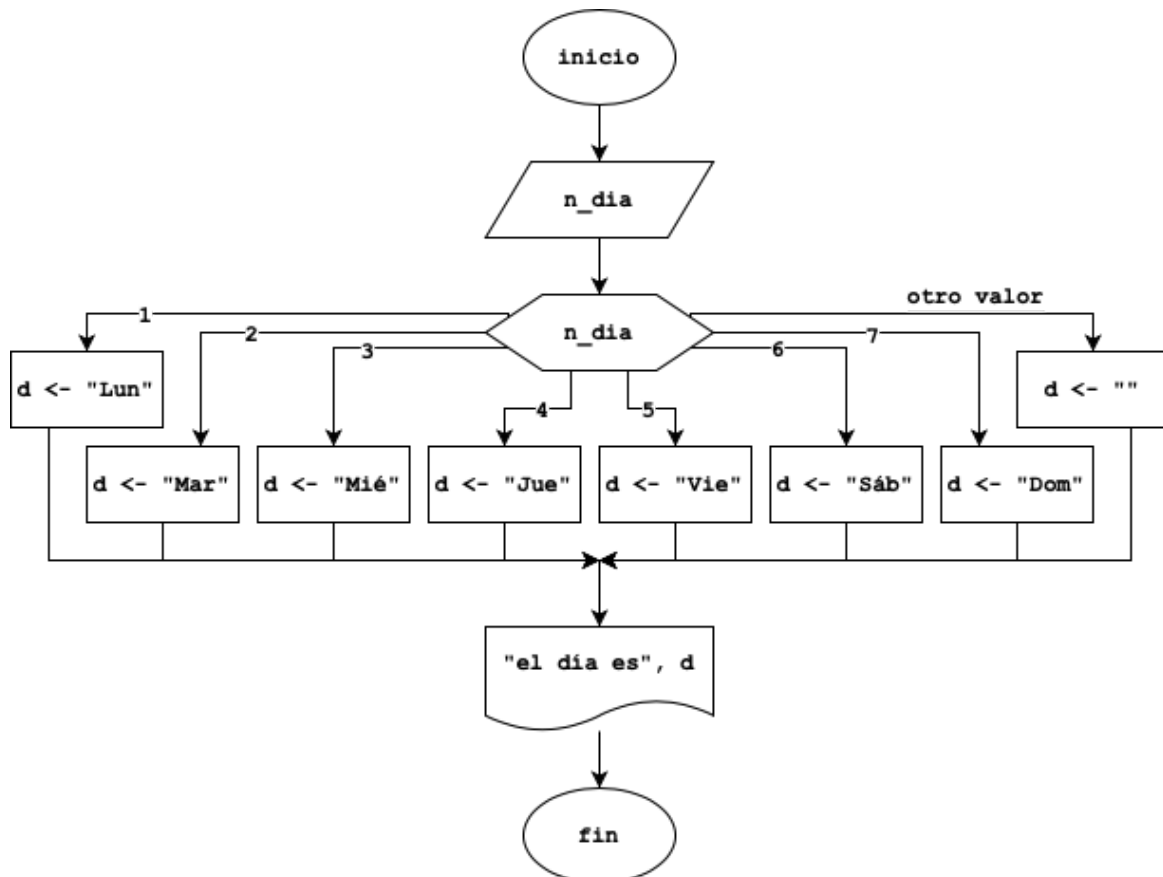 inicio
n_dia
otro valor
1
2
n_dia
7
3
6
d <- "Lun"
d <- ""
4
5
d <- "Mar"
d <- "Mié"
d <- "Jue"
d <- "Vie"
d <- "Sáb"
d <- "Dom"
"el día es", d
fin